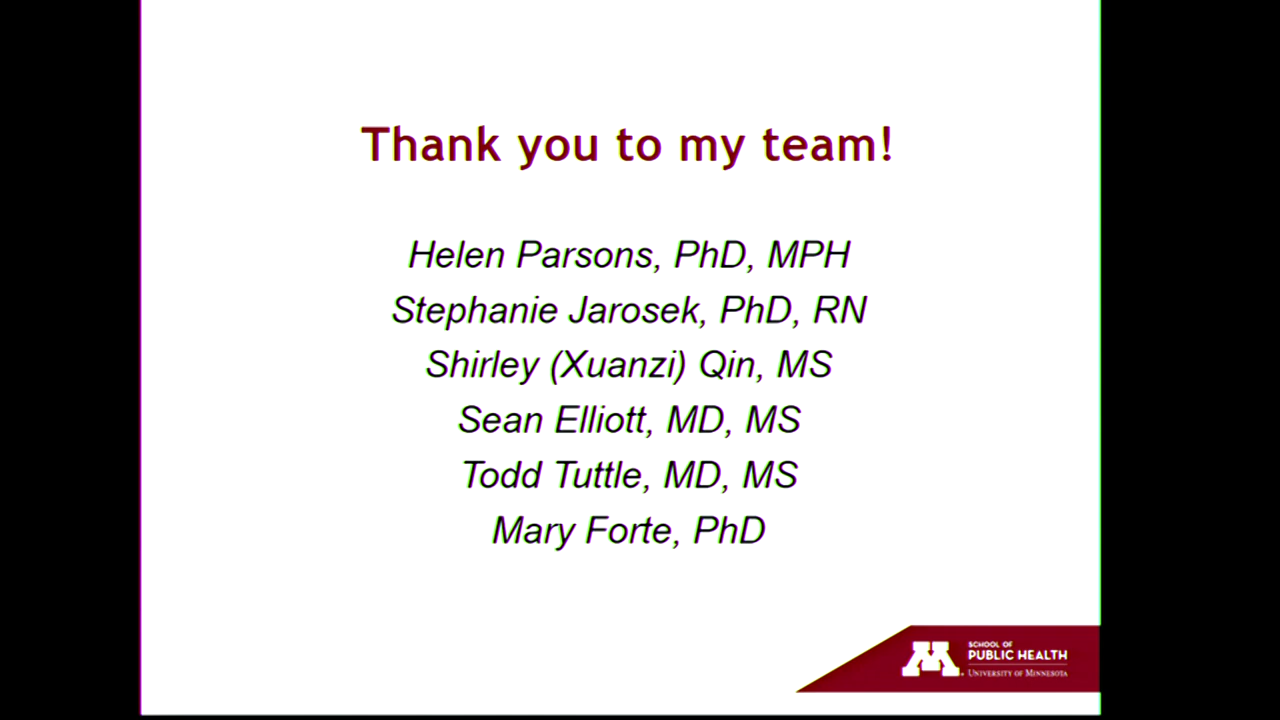 Thank you to my team!
Helen Parsons, PhD, MPH
Stephanie Jarosek, PhD, RN
Shirley (Xuanzi) Qin, MS
Sean Elliott, MD, MS
Todd Tuttle, MD, MS
Mary Forte, PhD
M
SCHOOL OF
PUBLIC HEALTH
UNIVERSITY OF MINNESOTA